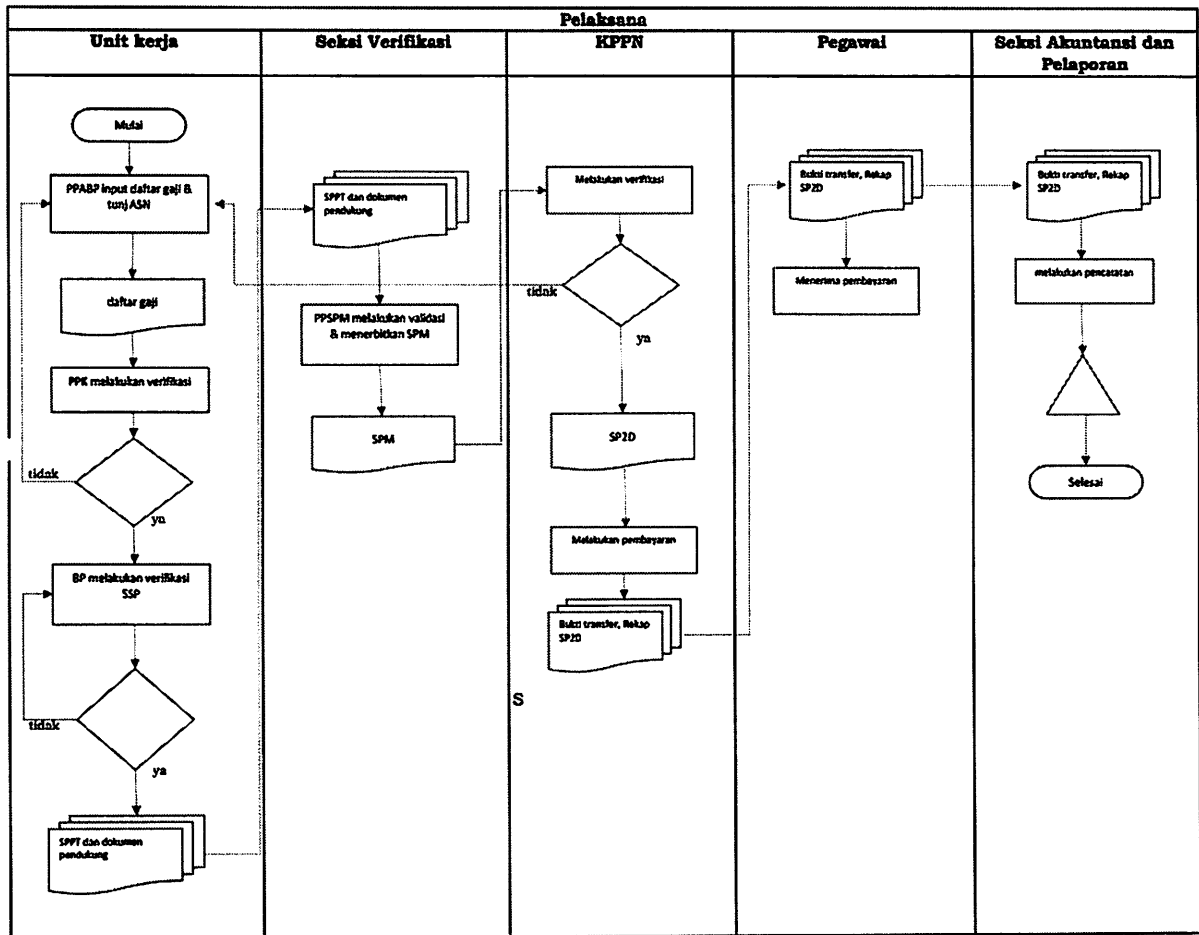 Pelaksana
Unit kerja
Seksi Verifikasi
KPPN
Pegawai
Seksi Akuntansi dan
Pelaporan
Mulai
PPABP input daftar gaji &
tunj ASN
daftar gaji
PPK melakukan verifikasi
tidak
ya
BP melakukan verifikasi
SSP
tidak
ya
SPPT dan dokumen
pendukung
SPPT dan dokumen
pendukung
PPSPM melakukan validasi
& menerbitkan SPM
SPM
Melakukan verifikasi
tidak
ya
SP2D
Melakukan pembayaran
Bukti transfer, Rekap
SP2D
S
Bukti transfer, Rekap
SP2D
Menerima pembayaran
Bukti transfer, Rekap
SP2D
melakukan pencatatan
Selesai